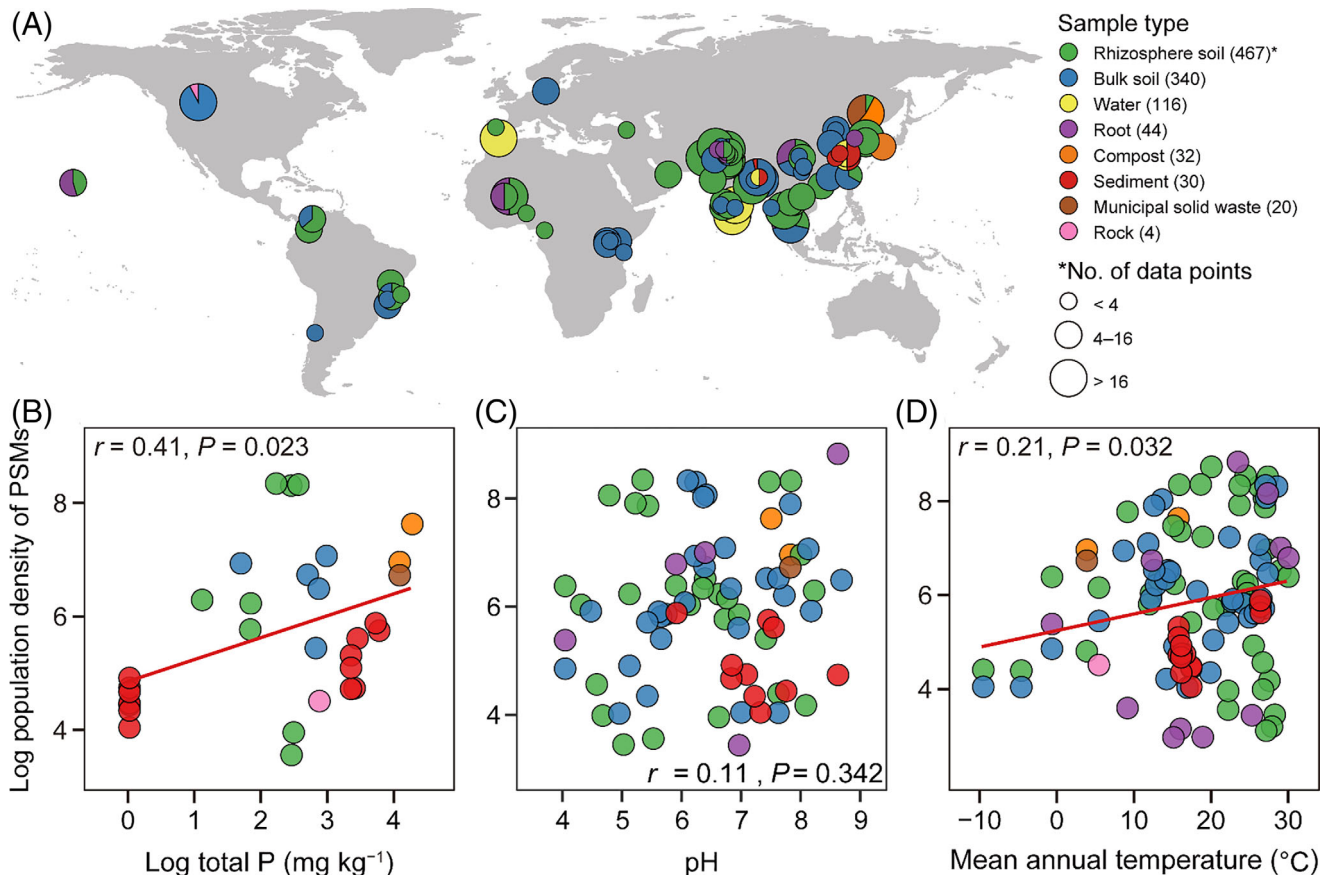 (A)
Sample type
Rhizosphere soil (467)*
Bulk soil (340)
Water (116)
Root (44)
Compost (32)
Sediment (30)
Municipal solid waste (20)
Rock (4)
*No. of data points
< 4
4–16
> 16
(B)
r = 0.41, P = 0.023
Log population density of PSMs
8
6
4
0 1 2 3 4
Log total P (mg kg⁻¹)
(C)
r = 0.11 , P = 0.342
8
6
4
4 5 6 7 8 9
pH
(D)
r = 0.21, P = 0.032
8
6
4
−10 0 10 20 30
Mean annual temperature (°C)